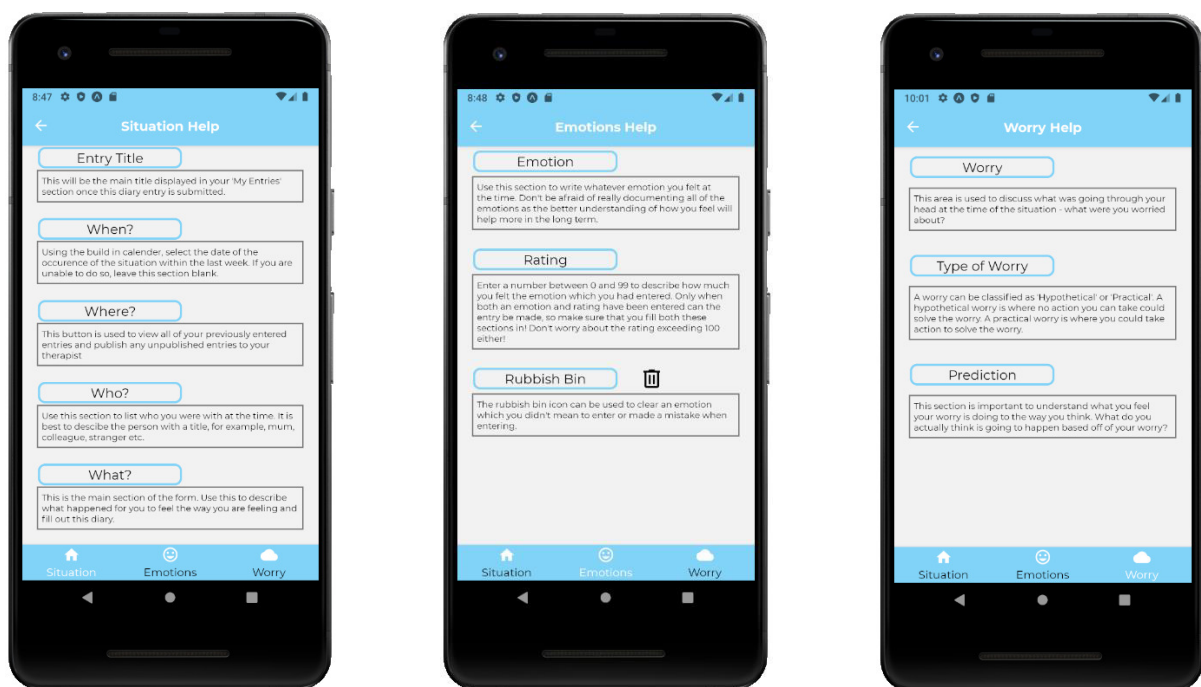 8:47
Situation Help
Entry Title
This will be the main title displayed in your 'My Entries'
section once this diary entry is submitted.
When?
Using the build in calender, select the date of the
occurence of the situation within the last week. If you are
unable to do so, leave this section blank.
Where?
This button is used to view all of your previously entered
entries and publish any unpublished entries to your
therapist
Who?
Use this section to list who you were with at the time. It is
best to descibe the person with a title, for example, mum,
colleague, stranger etc.
What?
This is the main section of the form. Use this to describe
what happened for you to feel the way you are feeling and
fill out this diary.
Situation Emotions Worry
8:48
Emotions Help
Emotion
Use this section to write whatever emotion you felt at
the time. Don't be afraid of really documenting all of the
emotions as the better understanding of how you feel will
help more in the long term.
Rating
Enter a number between 0 and 99 to describe how much
you felt the emotion which you had entered. Only when
both an emotion and rating have been entered can the
entry be made, so make sure that you fill both these
sections in! Don't worry about the rating exceeding 100
either!
Rubbish Bin
The rubbish bin icon can be used to clear an emotion
which you didn't mean to enter or made a mistake when
entering.
Situation Emotions Worry
10:01
Worry Help
Worry
This area is used to discuss what was going through your
head at the time of the situation - what were you worried
about?
Type of Worry
A worry can be classified as 'Hypothetical' or 'Practical'. A
hypothetical worry is where no action you can take could
solve the worry. A practical worry is where you could take
action to solve the worry.
Prediction
This section is important to understand what you feel
your worry is doing to the way you think. What do you
actually think is going to happen based off of your worry?
Situation Emotions Worry